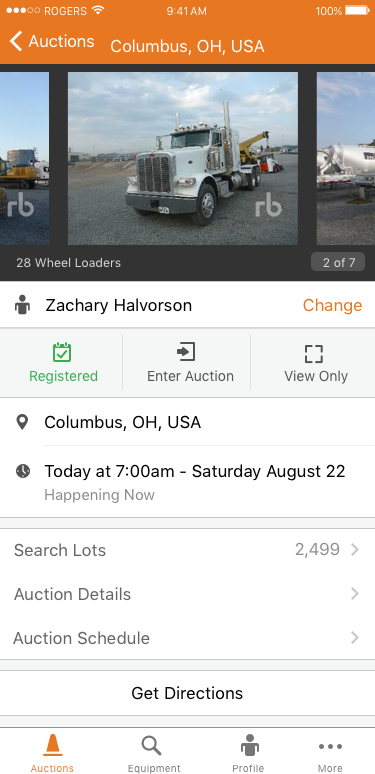 ROGERS 9:41 AM 100%
Auctions Columbus, OH, USA
rb rb
28 Wheel Loaders 2 of 7
Zachary Halvorson Change
Registered Enter Auction View Only
Columbus, OH, USA
Today at 7:00am - Saturday August 22
Happening Now
Search Lots 2,499
Auction Details
Auction Schedule
Get Directions
Auctions Equipment Profile More